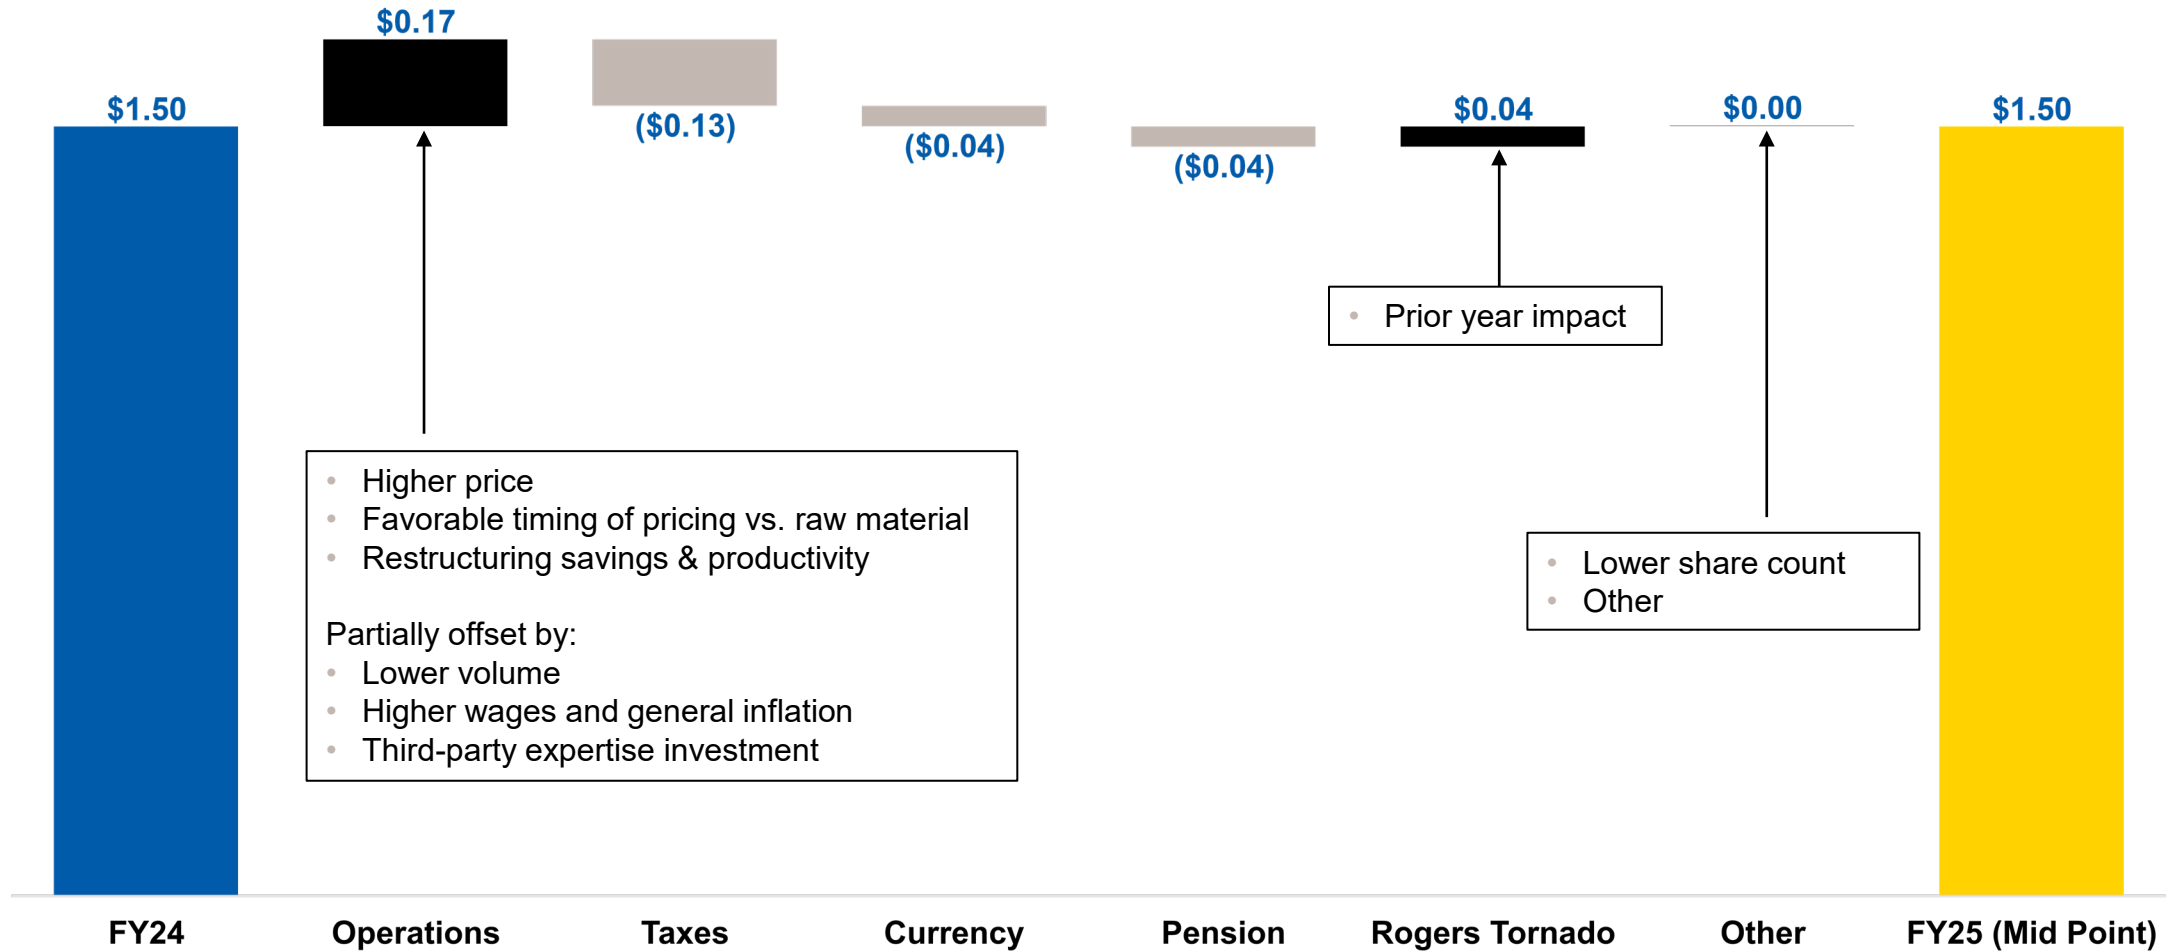 $1.50
$0.17
($0.13)
($0.04)
($0.04)
$0.04
$0.00
$1.50
• Prior year impact
• Higher price
• Favorable timing of pricing vs. raw material
• Restructuring savings & productivity
Partially offset by:
• Lower volume
• Higher wages and general inflation
• Third-party expertise investment
• Lower share count
• Other
FY24
Operations
Taxes
Currency
Pension
Rogers Tornado
Other
FY25 (Mid Point)